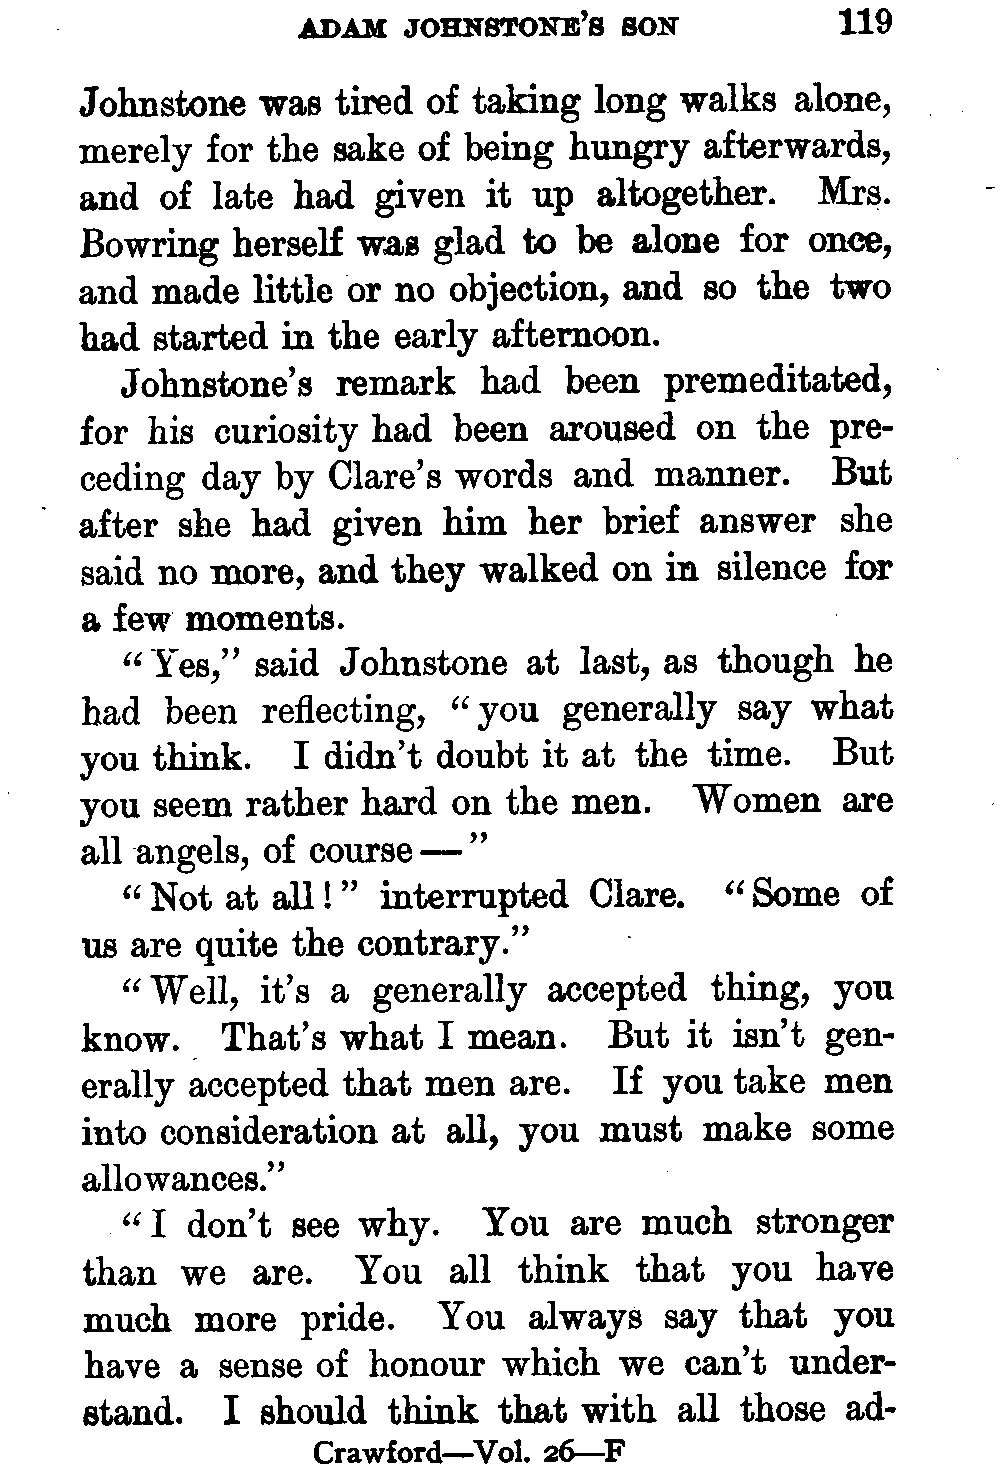 ADAM JOHNSTONE'S SON 119
Johnstone was tired of taking long walks alone,
merely for the sake of being hungry afterwards,
and of late had given it up altogether. Mrs.
Bowring herself was glad to be alone for once,
and made little or no objection, and so the two
had started in the early afternoon.
Johnstone's remark had been premeditated,
for his curiosity had been aroused on the pre-
ceding day by Clare's words and manner. But
after she had given him her brief answer she
said no more, and they walked on in silence for
a few moments.
"Yes," said Johnstone at last, as though he
had been reflecting, "you generally say what
you think. I didn't doubt it at the time. But
you seem rather hard on the men. Women are
all angels, of course—"
"Not at all!" interrupted Clare. "Some of
us are quite the contrary."
"Well, it's a generally accepted thing, you
know. That's what I mean. But it isn't gen-
erally accepted that men are. If you take men
into consideration at all, you must make some
allowances."
"I don't see why. You are much stronger
than we are. You all think that you have
much more pride. You always say that you
have a sense of honour which we can't under-
stand. I should think that with all those ad-
Crawford—Vol. 26—F